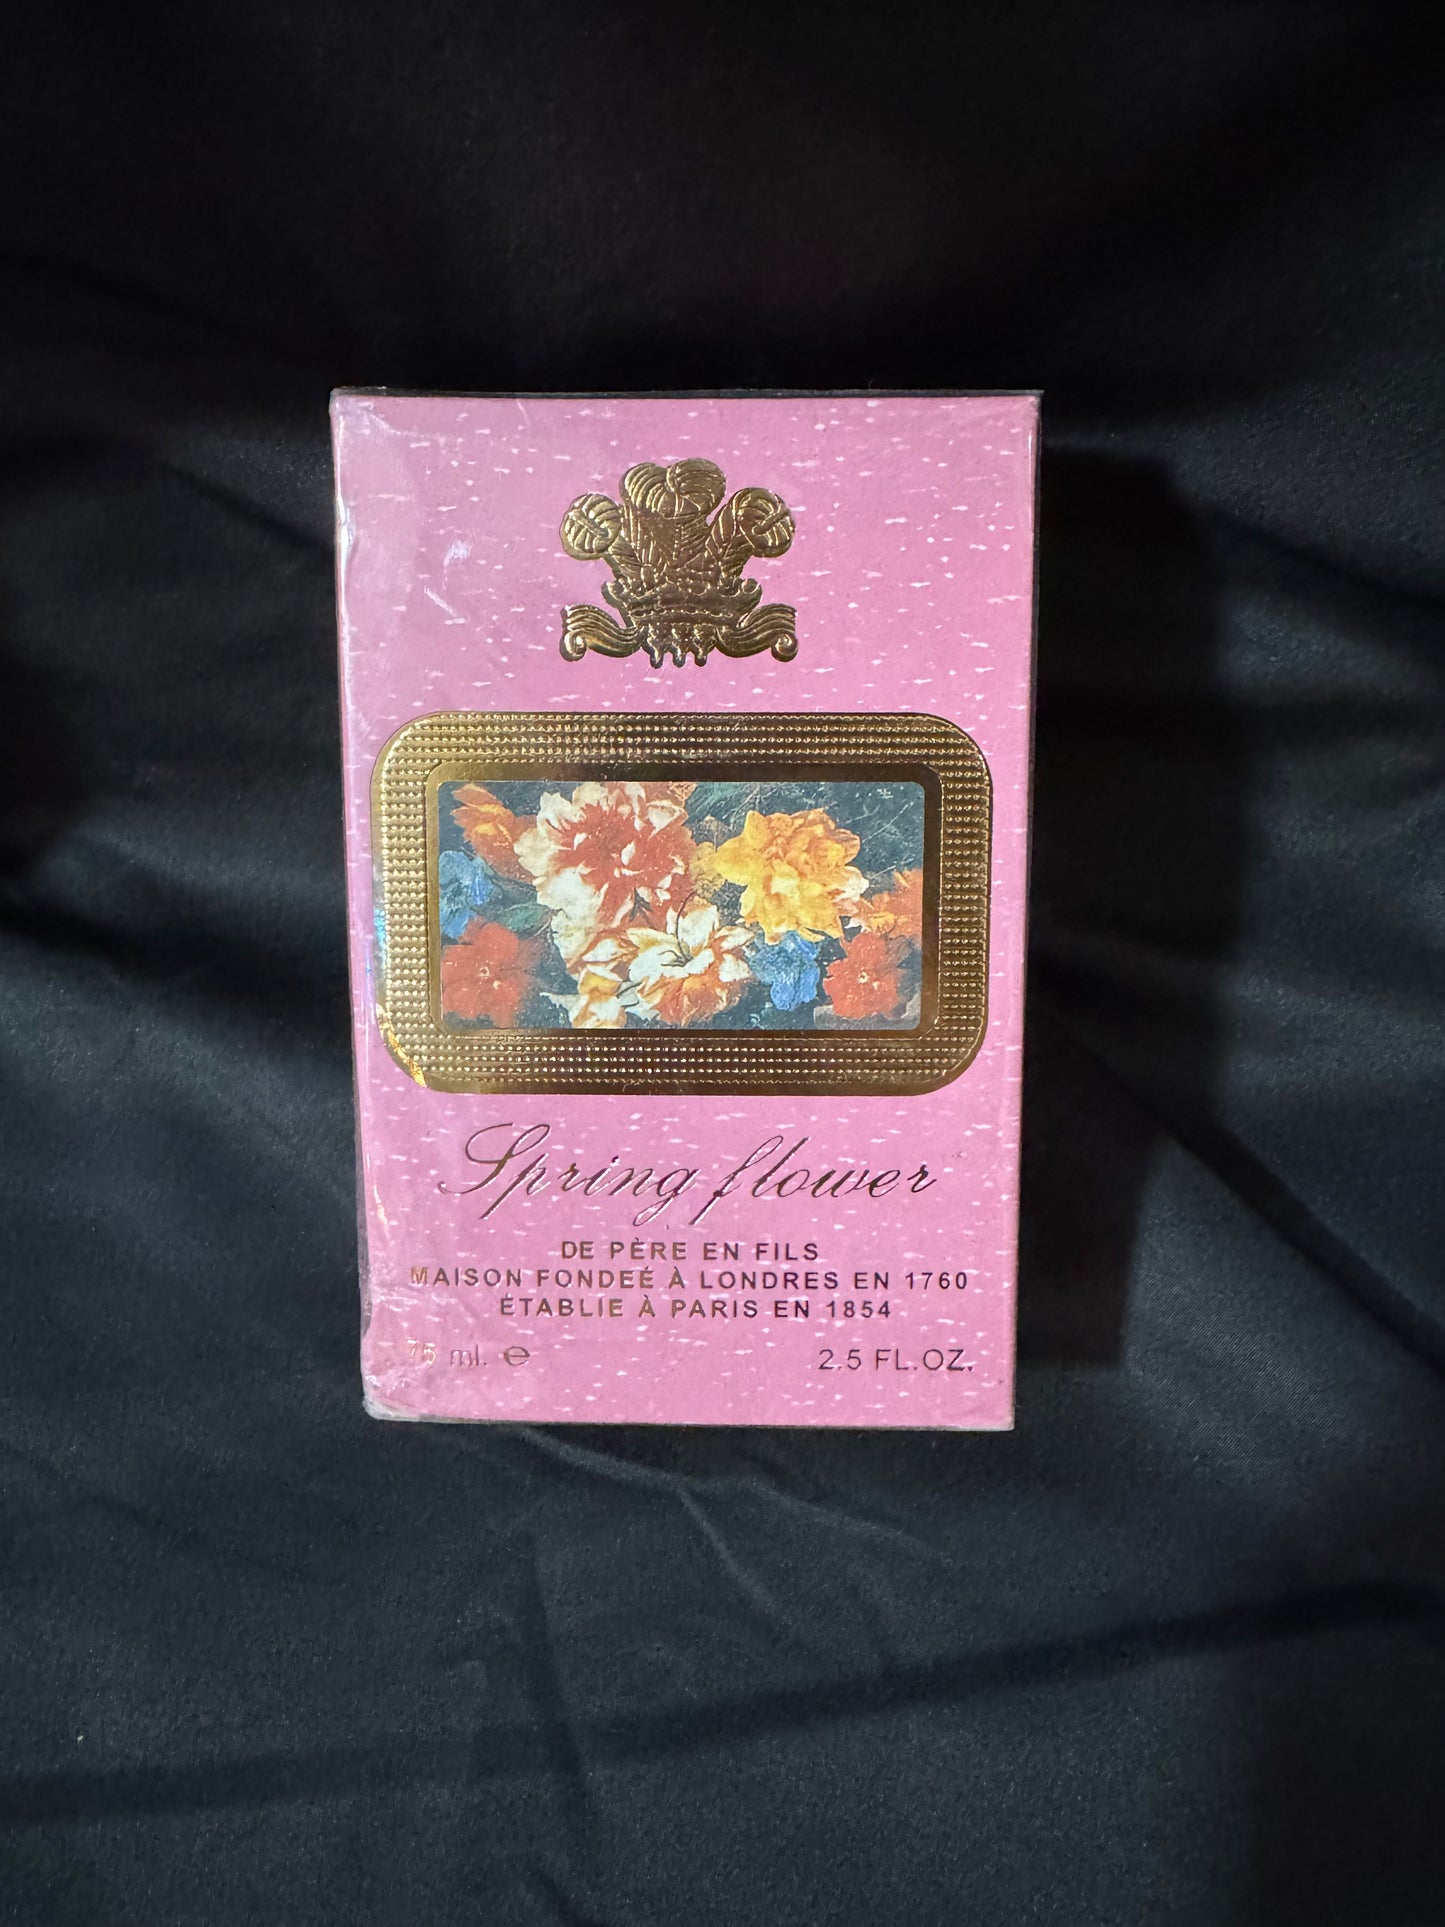 Spring flower
DE PÈRE EN FILS
MAISON FONDEÉ À LONDRES EN 1760
ÉTABLIE À PARIS EN 1854
75 ml. ℮
2.5 FL.OZ.